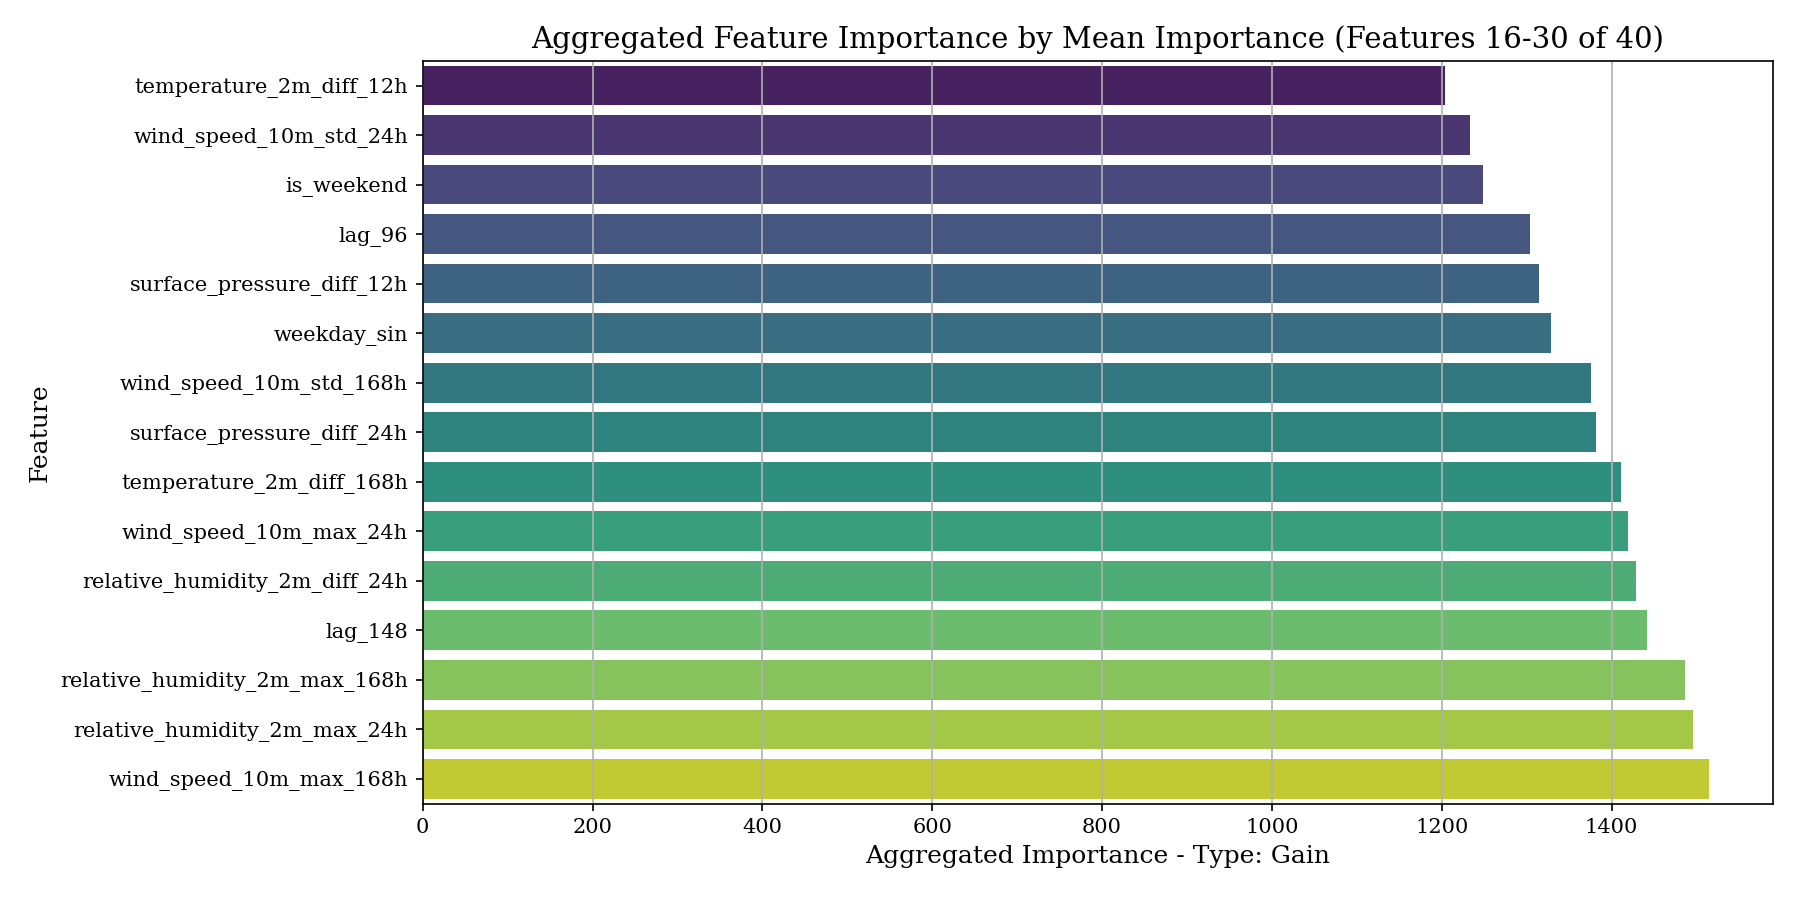 Aggregated Feature Importance by Mean Importance (Features 16-30 of 40)
temperature_2m_diff_12h
wind_speed_10m_std_24h
is_weekend
lag_96
surface_pressure_diff_12h
weekday_sin
wind_speed_10m_std_168h
surface_pressure_diff_24h
temperature_2m_diff_168h
wind_speed_10m_max_24h
relative_humidity_2m_diff_24h
lag_148
relative_humidity_2m_max_168h
relative_humidity_2m_max_24h
wind_speed_10m_max_168h
Feature
0 200 400 600 800 1000 1200 1400
Aggregated Importance - Type: Gain